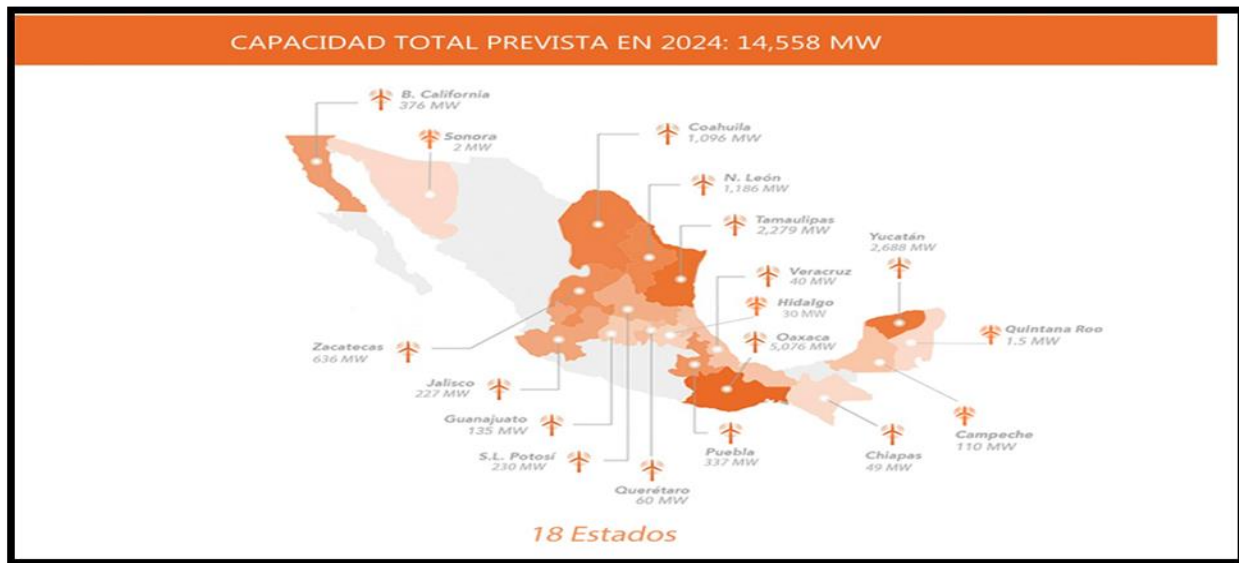 CAPACIDAD TOTAL PREVISTA EN 2024: 14,558 MW
B. California
376 MW
Sonora
2 MW
Coahuila
1,096 MW
N. León
1,186 MW
Tamaulipas
2,279 MW
Yucatán
2,688 MW
Veracruz
40 MW
Hidalgo
30 MW
Oaxaca
5,076 MW
Quintana Roo
1.5 MW
Zacatecas
636 MW
Jalisco
227 MW
Guanajuato
135 MW
S.L. Potosí
230 MW
Querétaro
60 MW
Puebla
337 MW
Chiapas
49 MW
Campeche
110 MW
18 Estados